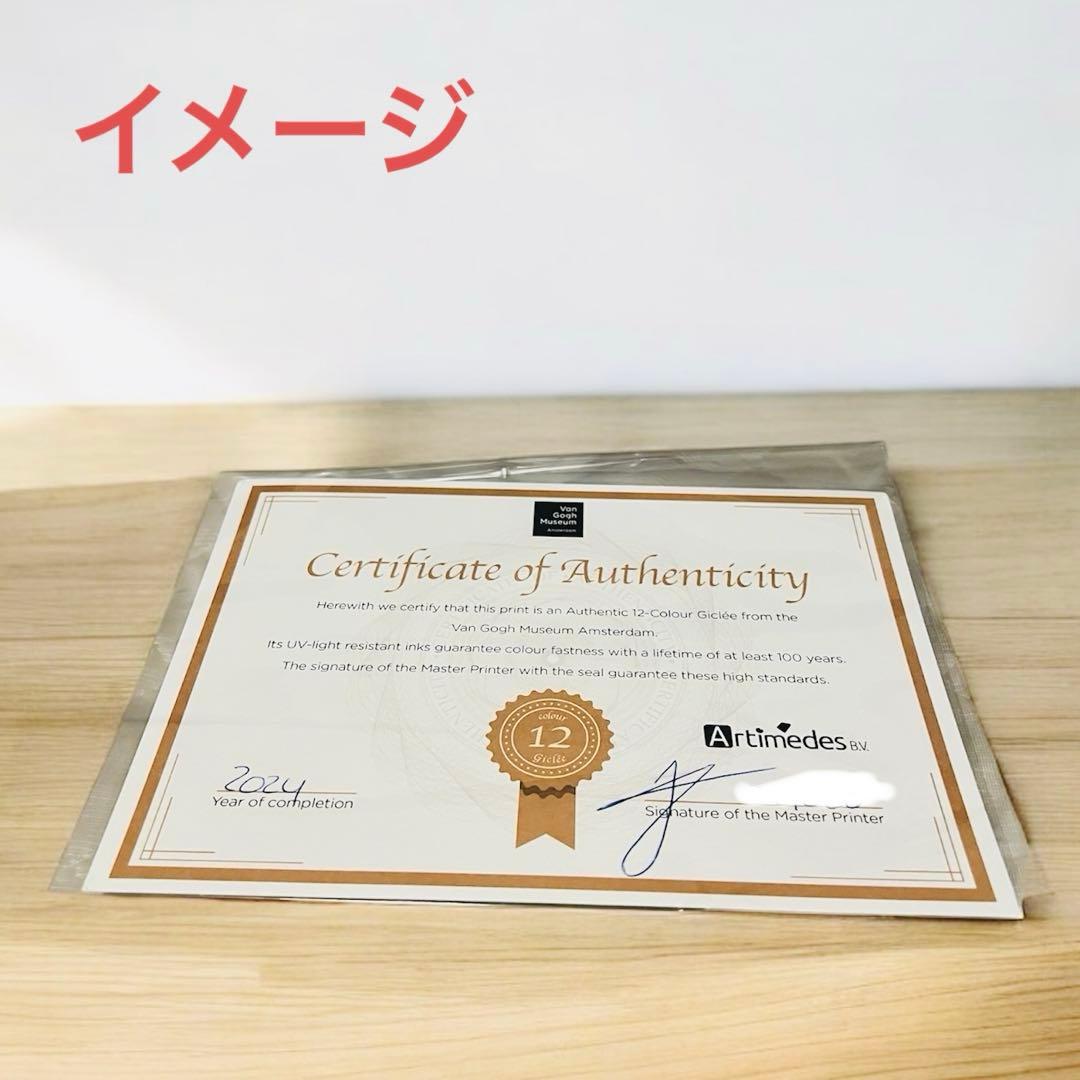 イメージ
Van
Gogh
Museum
Amsterdam
Certificate of Authenticity
Herewith we certify that this print is an Authentic 12-Colour Giclée from the
Van Gogh Museum Amsterdam.
Its UV-light resistant inks guarantee colour fastness with a lifetime of at least 100 years.
The signature of the Master Printer with the seal guarantee these high standards.
colour
12
Giclée
Artimedes B.V.
2024
Year of completion
Signature of the Master Printer